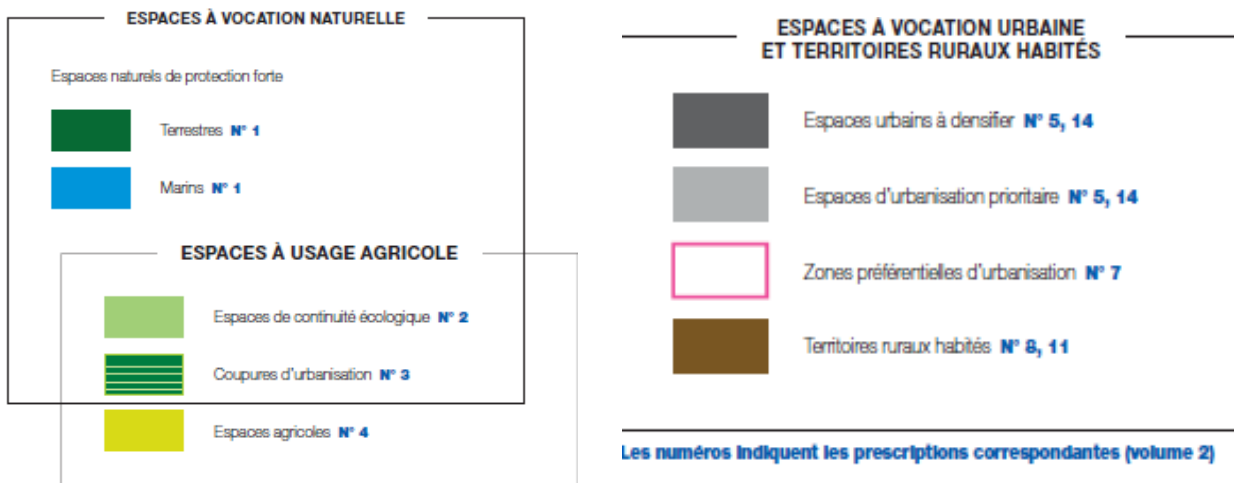 ESPACES À VOCATION NATURELLE
Espaces naturels de protection forte
Terrestres N° 1
Marins N° 1
ESPACES À USAGE AGRICOLE
Espaces de continuité écologique N° 2
Coupures d'urbanisation N° 3
Espaces agricoles N° 4
ESPACES A VOCATION URBAINE
ET TERRITOIRES RURAUX HABITÉS
Espaces urbains à densifier N° 5, 14
Espaces d'urbanisation prioritaire N° 5, 14
Zones préférentielles d'urbanisation N° 7
Territoires ruraux habités N° 8, 11
Les numéros indiquent les prescriptions correspondantes (volume 2)